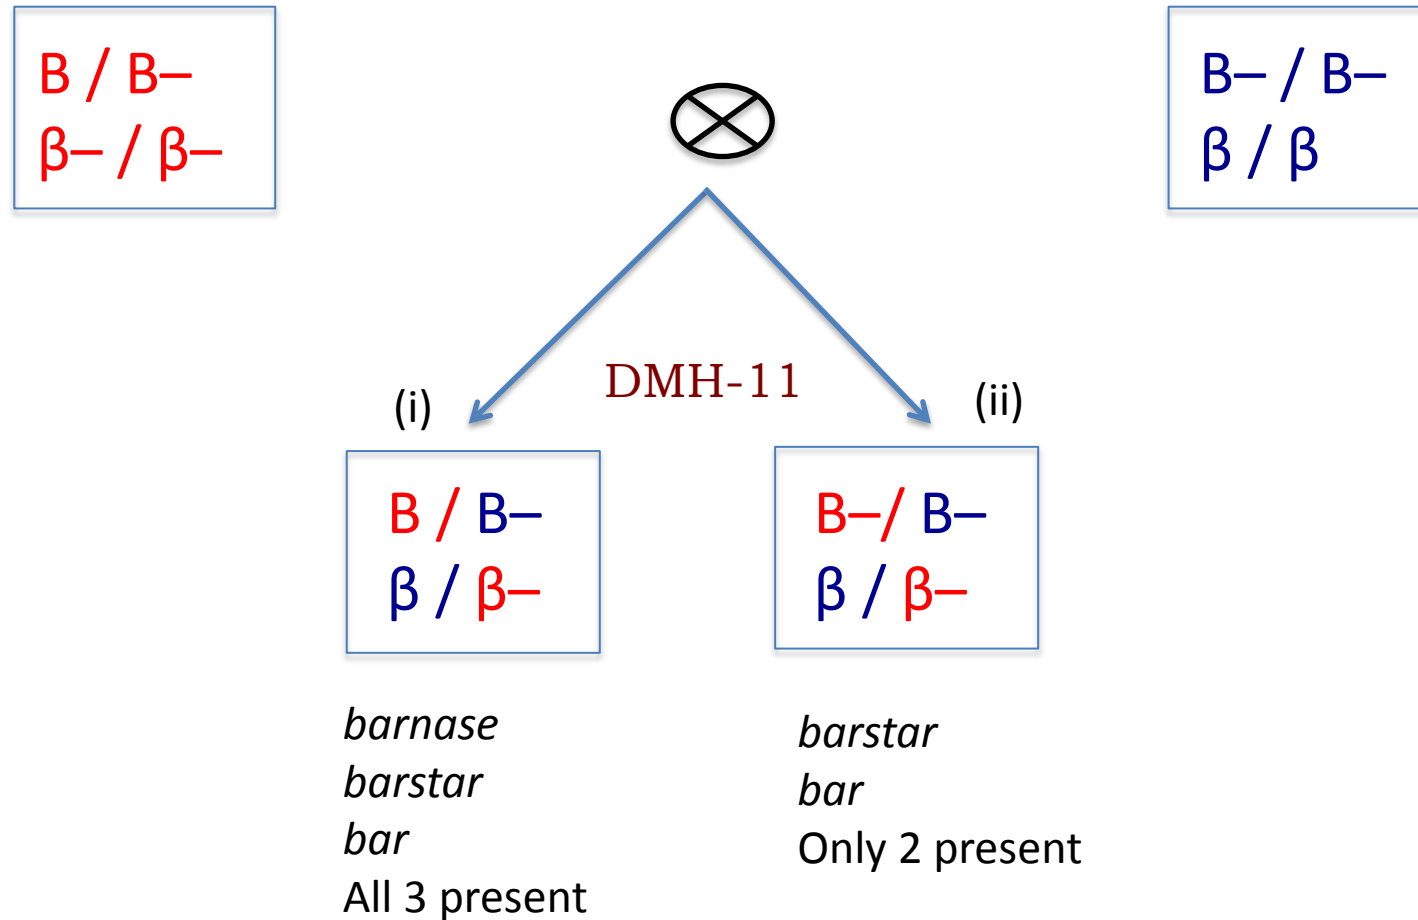 B / B–
β– / β–
B– / B–
β / β
DMH-11
(i)
(ii)
B / B–
β / β–
B–/ B–
β / β–
barnase
barstar
bar
All 3 present
barstar
bar
Only 2 present